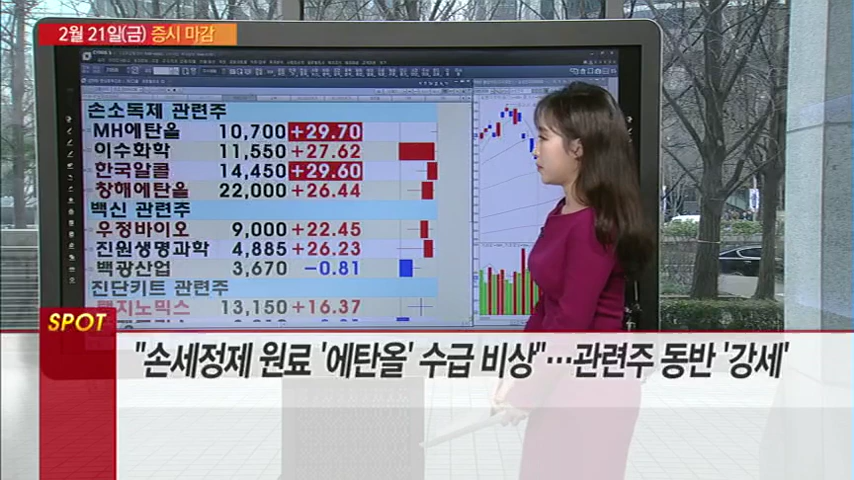 2월 21일(금) 증시 마감
손소독제 관련주
MH에탄올 10,700 +29.70
이수화학 11,550 +27.62
한국알콜 14,450 +29.60
창해에탄올 22,000 +26.44
백신 관련주
우정바이오 9,000 +22.45
진원생명과학 4,885 +26.23
백광산업 3,670 -0.81
진단키트 관련주
랩지노믹스 13,150 +16.37
SPOT
"손세정제 원료 '에탄올' 수급 비상"…관련주 동반 '강세'